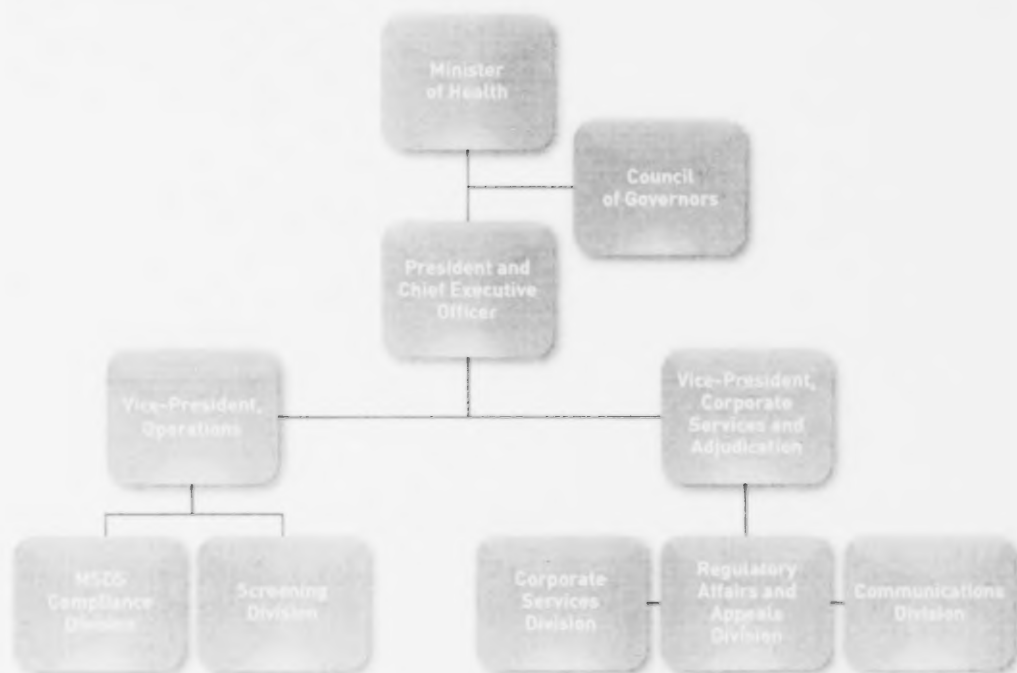 Minister
of Health
Council
of Governors
President and
Chief Executive
Officer
Vice-President,
Operations
Vice-President,
Corporate
Services and
Adjudication
MSDS
Compliance
Division
Screening
Division
Corporate
Services
Division
Regulatory
Affairs and
Appeals
Division
Communications
Division